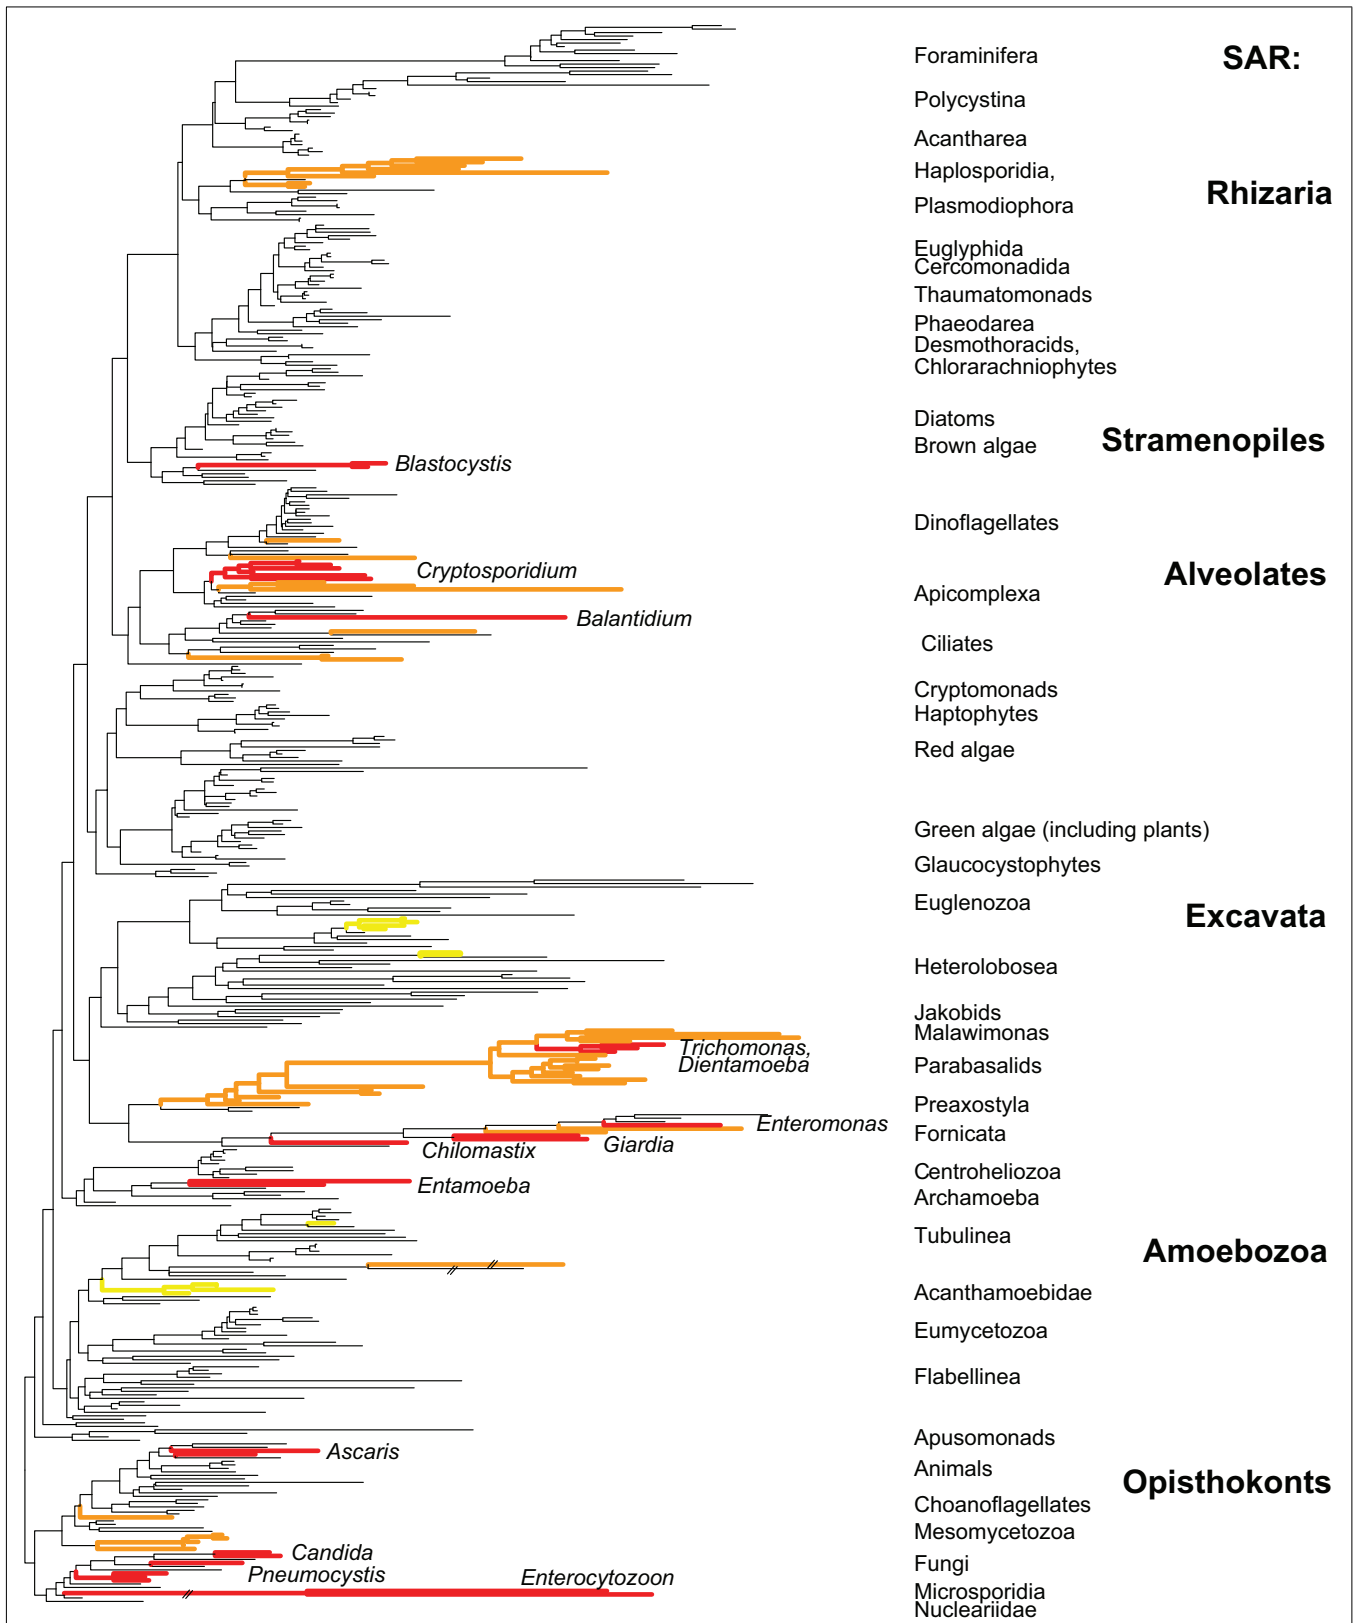 Foraminifera
SAR:
Polycystina
Acantharea
Haplosporidia,
Rhizaria
Plasmodiophora
Euglyphida
Cercomonadida
Thaumatomonads
Phaeodarea
Desmothoracids,
Chlorarachniophytes
Diatoms
Brown algae
Stramenopiles
Blastocystis
Dinoflagellates
Cryptosporidium
Alveolates
Apicomplexa
Balantidium
Ciliates
Cryptomonads
Haptophytes
Red algae
Green algae (including plants)
Glaucocystophytes
Euglenozoa
Excavata
Heterolobosea
Jakobids
Malawimonas
Trichomonas,
Dientamoeba
Parabasalids
Preaxostyla
Enteromonas
Fornicata
Giardia
Chilomastix
Centroheliozoa
Entamoeba
Archamoeba
Tubulinea
Amoebozoa
Acanthamoebidae
Eumycetozoa
Flabellinea
Apusomonads
Ascaris
Animals
Opisthokonts
Choanoflagellates
Mesomycetozoa
Candida
Fungi
Pneumocystis
Enterocytozoon
Microsporidia
Nucleariidae